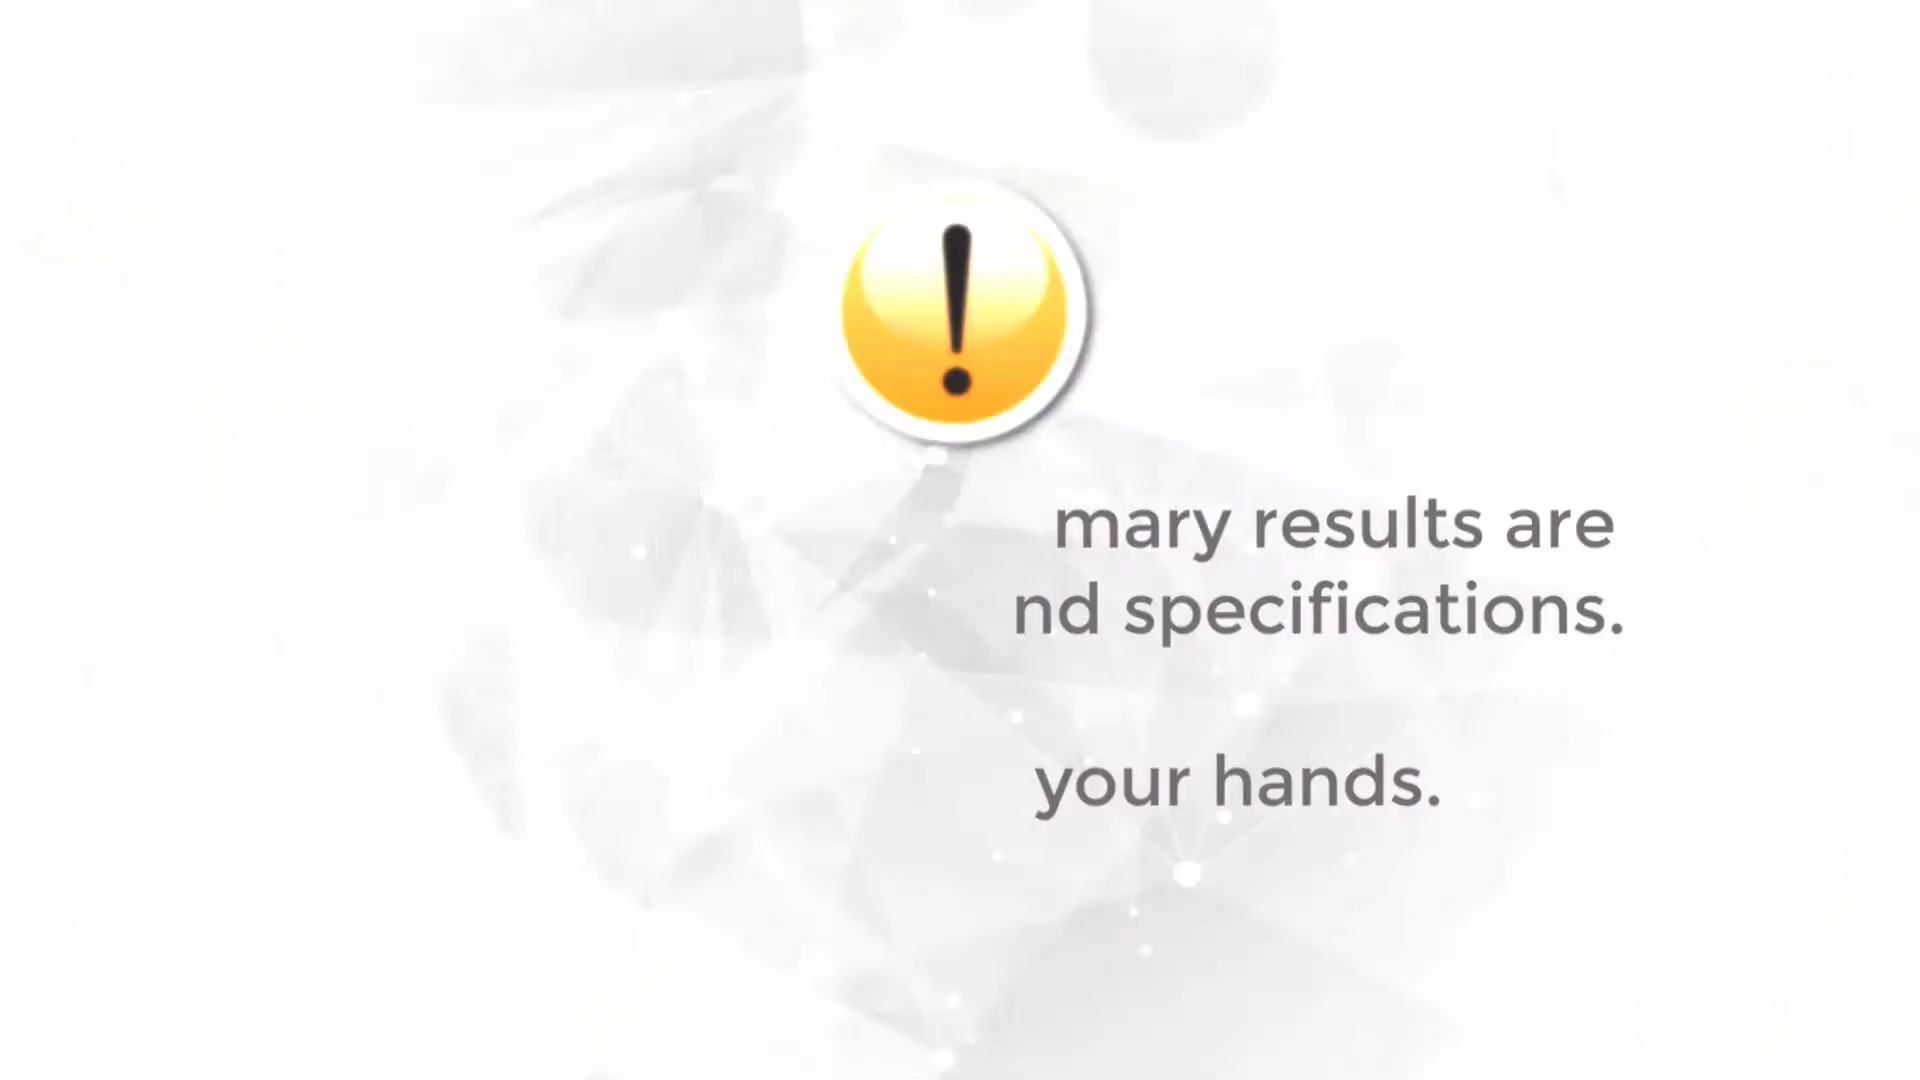 mary results are
nd specifications.
your hands.